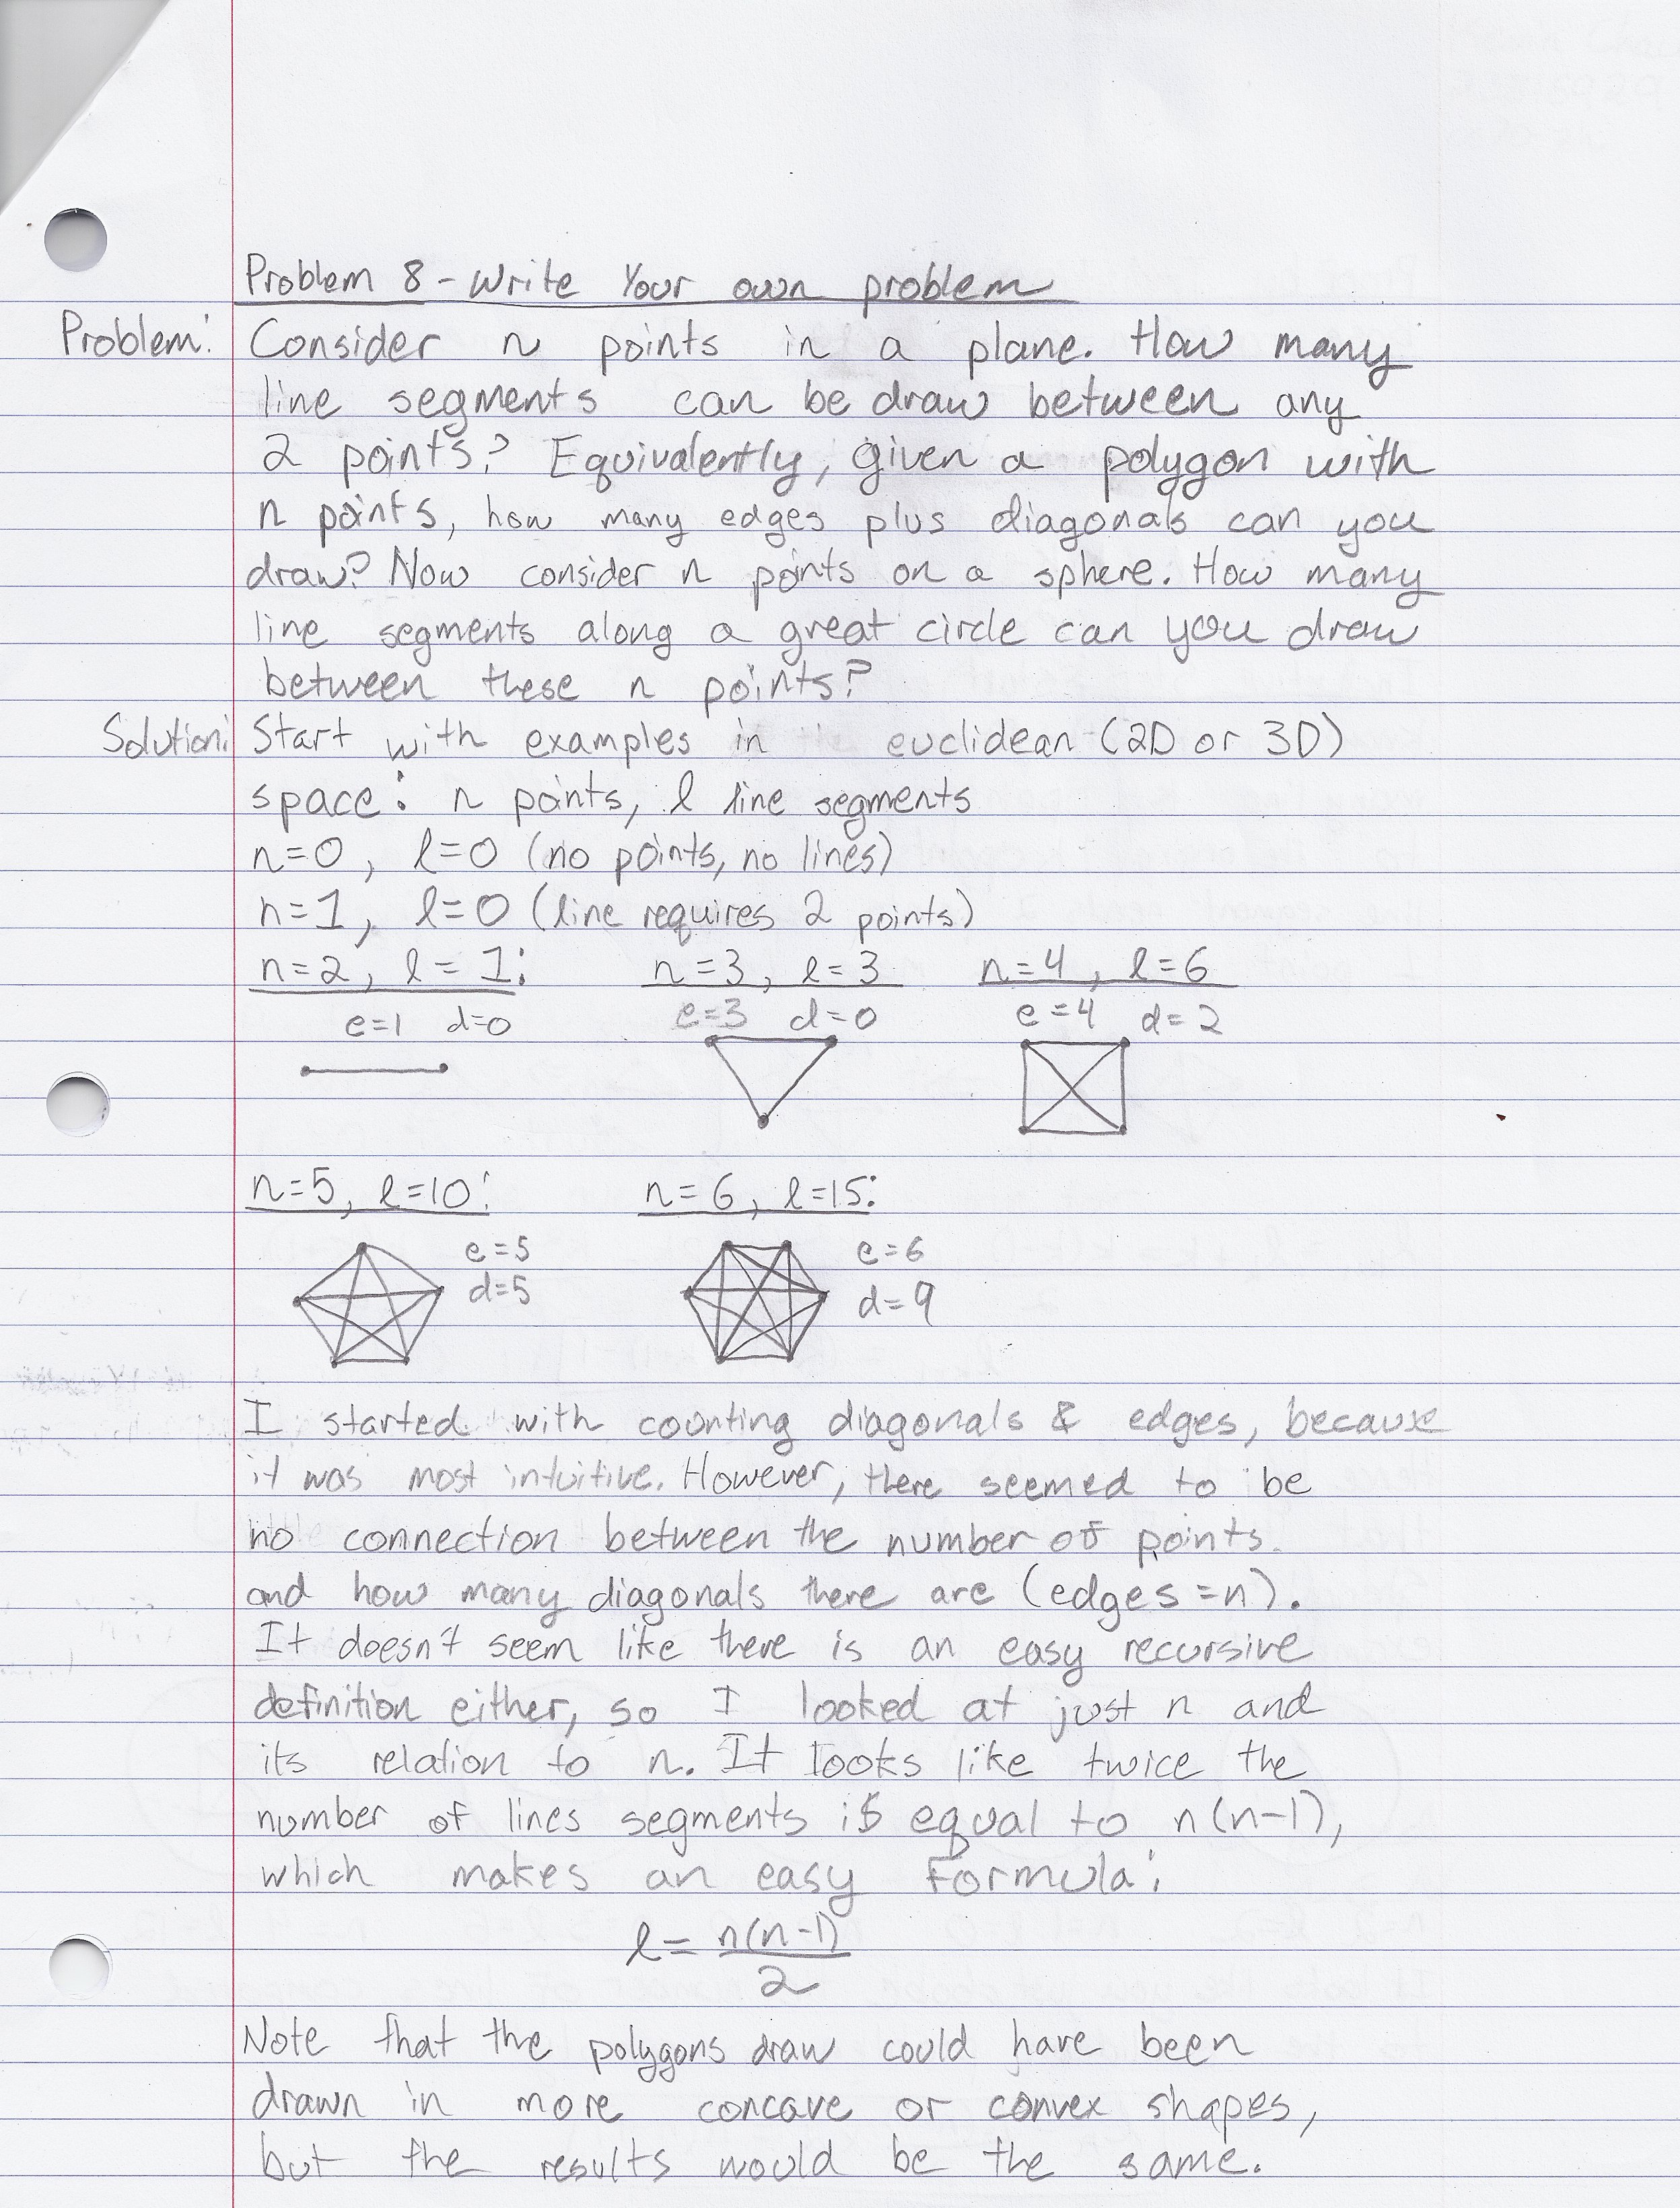 Problem 8 - Write Your own problem
Problem: Consider n points in a plane. How many
line segments can be draw between any
2 points? Equivalently, given a polygon with
n points, how many edges plus diagonals can you
draw? Now consider n points on a sphere. How many
line segments along a great circle can you draw
between these n points?
Solution: Start with examples in euclidean (2D or 3D)
space: n points, l line segments
n=0, l=0 (no points, no lines)
n=1, l=0 (line requires 2 points)
n=2, l=1: n=3, l=3 n=4, l=6
e=1 d=0 e=3 d=0 e=4 d=2
n=5, l=10: n=6, l=15:
e=5 e=6
d=5 d=9
I started with counting diagonals & edges, because
it was most intuitive. However, there seemed to be
no connection between the number of points.
and how many diagonals there are (edges=n).
It doesn't seem like there is an easy recursive
definition either, so I looked at just n and
its relation to n. It looks like twice the
number of lines segments is equal to n(n-1),
which makes an easy formula:
l = n(n-1)
2
Note that the polygons draw could have been
drawn in more concave or convex shapes,
but the results would be the same.